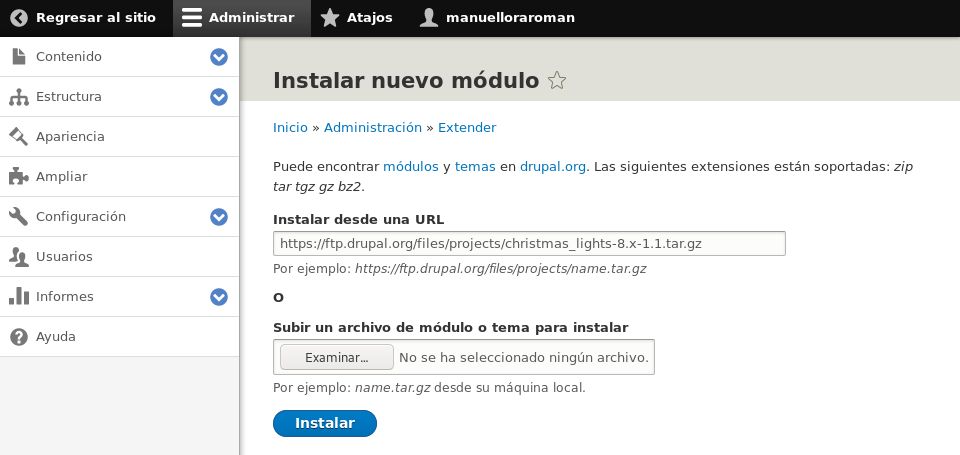 Regresar al sitio Administrar Atajos manuelloraroman
Contenido
Estructura
Apariencia
Ampliar
Configuración
Usuarios
Informes
Ayuda
Instalar nuevo módulo
Inicio » Administración » Extender
Puede encontrar módulos y temas en drupal.org. Las siguientes extensiones están soportadas: zip
tar tgz gz bz2.
Instalar desde una URL
https://ftp.drupal.org/files/projects/christmas_lights-8.x-1.1.tar.gz
Por ejemplo: https://ftp.drupal.org/files/projects/name.tar.gz
O
Subir un archivo de módulo o tema para instalar
Examinar... No se ha seleccionado ningún archivo.
Por ejemplo: name.tar.gz desde su máquina local.
Instalar